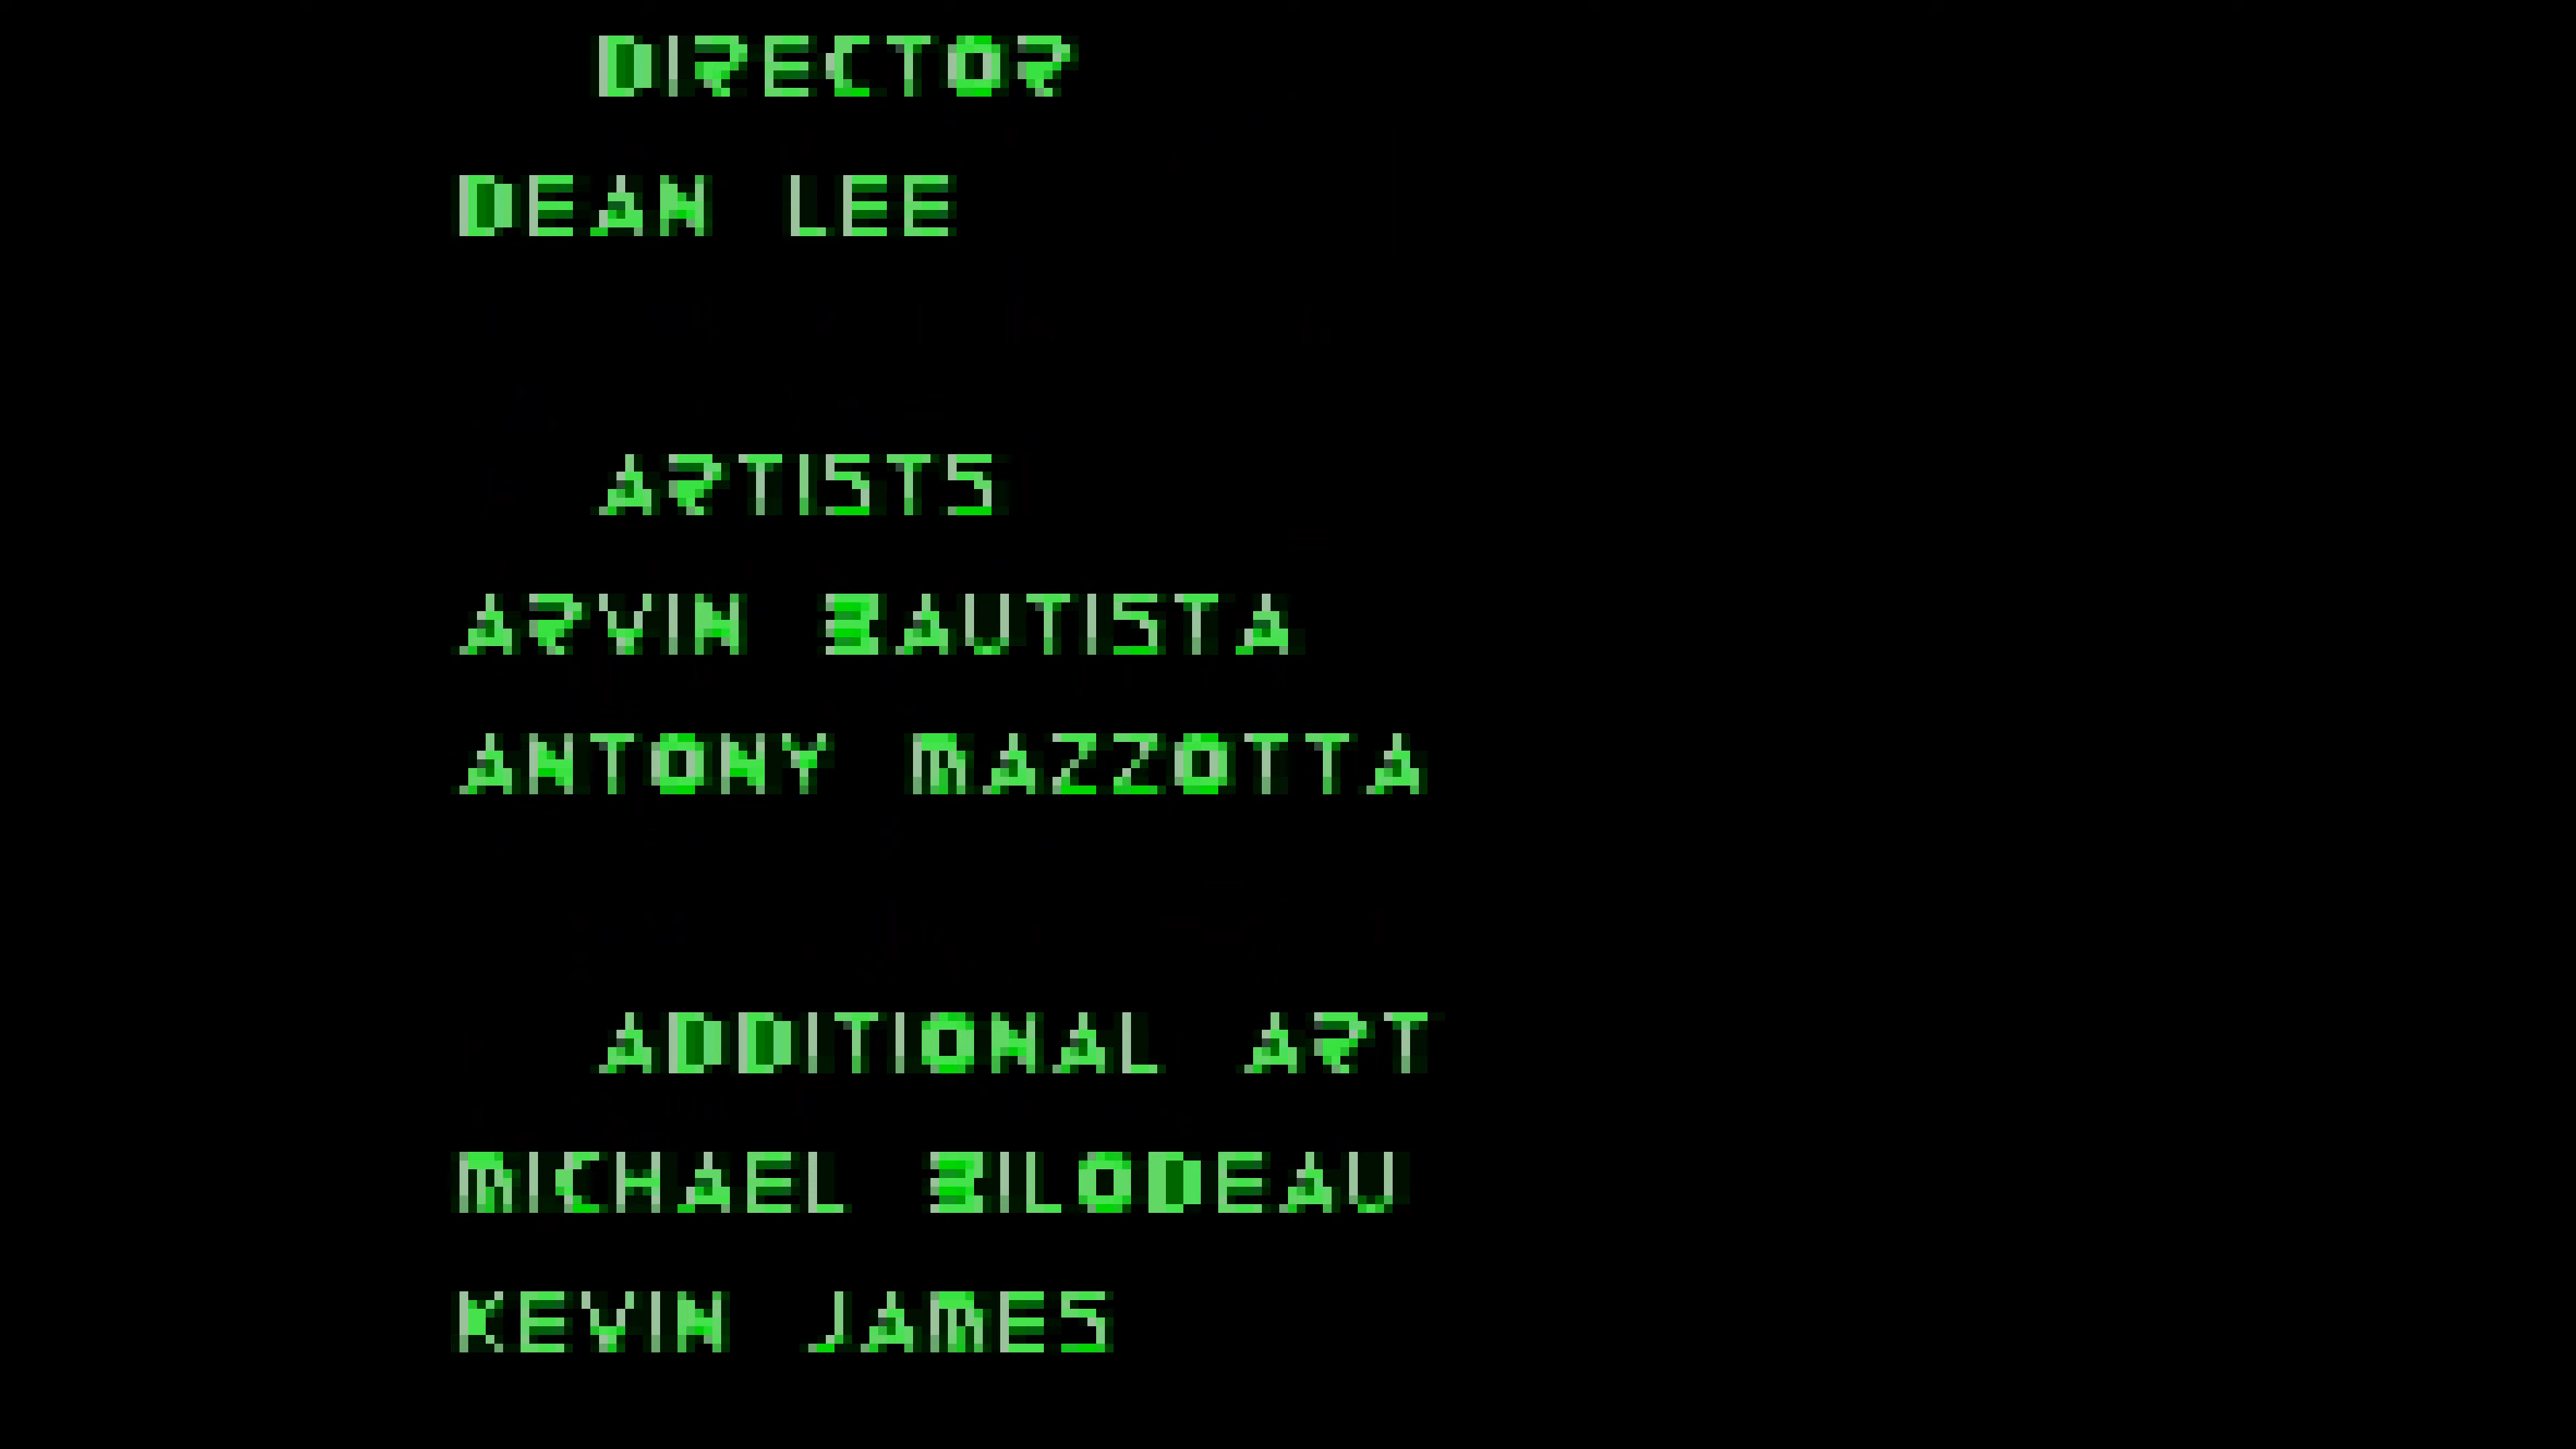 DIRECTOR
DEAN LEE
ARTISTS
ARVIN BAUTISTA
ANTONY MAZZOTTA
ADDITIONAL ART
MICHAEL BILODEAU
KEVIN JAMES